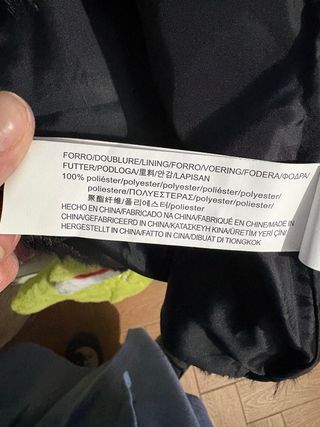 FORRO/DOUBLURE/LINING/FORRO/VOERING/FODERA/ΦΟΔΡΑ/
FUTTER/PODLOGA/里料/안감/LAPISAN
100% poliéster/polyester/polyester/poliéster/polyester/
poliestere/ΠΟΛΥΕΣΤΕΡΑΣ/polyester/poliester/
聚酯纤维/폴리에스터/poliester
HECHO EN CHINA/FABRICADO NA CHINA/FABRIQUÉ EN CHINE/MADE IN
CHINA/GEFABRICEERD IN CHINA/ΚΑΤΑΣΚΕΥΗ ΚΙΝΑ/ÜRETİM YERİ ÇİN/
HERGESTELLT IN CHINA/FATTO IN CINA/DIBUAT DI TIONGKOK